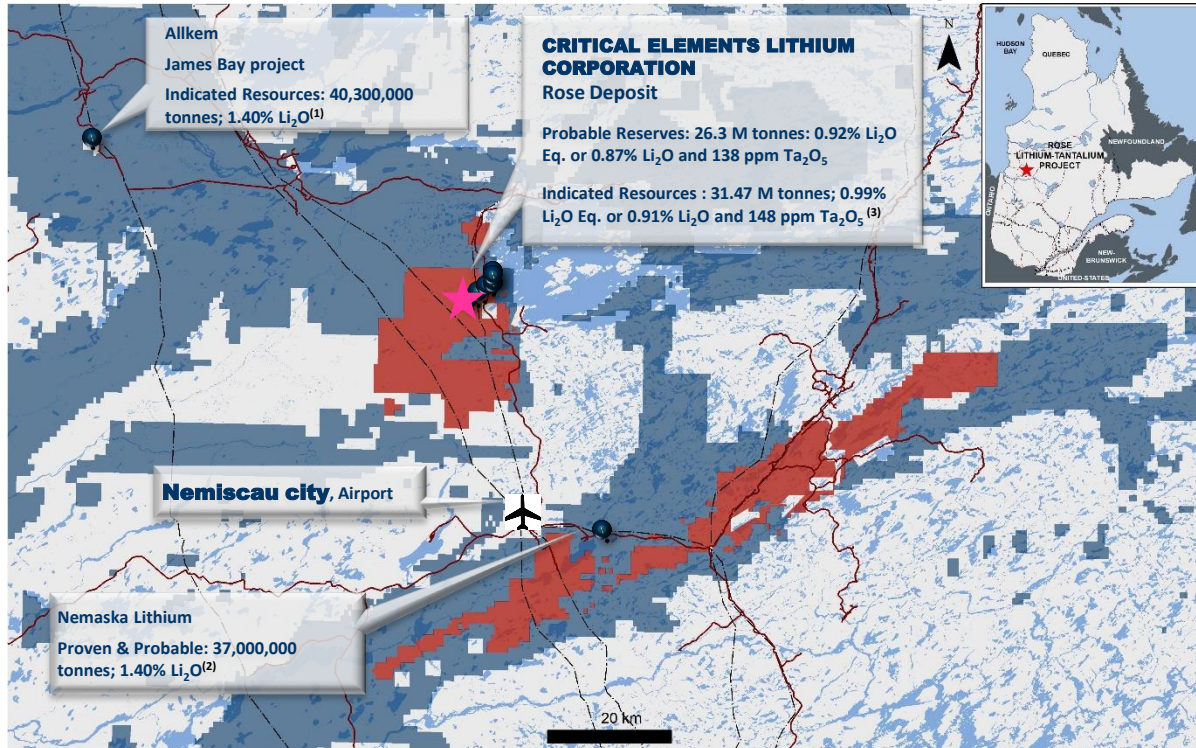 Allkem
James Bay project
Indicated Resources: 40,300,000
tonnes; 1.40% Li₂O⁽¹⁾
CRITICAL ELEMENTS LITHIUM
CORPORATION
Rose Deposit
Probable Reserves: 26.3 M tonnes: 0.92% Li₂O
Eq. or 0.87% Li₂O and 138 ppm Ta₂O₅
Indicated Resources : 31.47 M tonnes; 0.99%
Li₂O Eq. or 0.91% Li₂O and 148 ppm Ta₂O₅ ⁽³⁾
N
HUDSON
BAY
QUEBEC
NEWFOUNDLAND
ROSE
LITHIUM-TANTALIUM
PROJECT
ONTARIO
NEW-
BRUNSWICK
UNITED-STATES
Nemiscau city, Airport
Nemaska Lithium
Proven & Probable: 37,000,000
tonnes; 1.40% Li₂O⁽²⁾
20 km